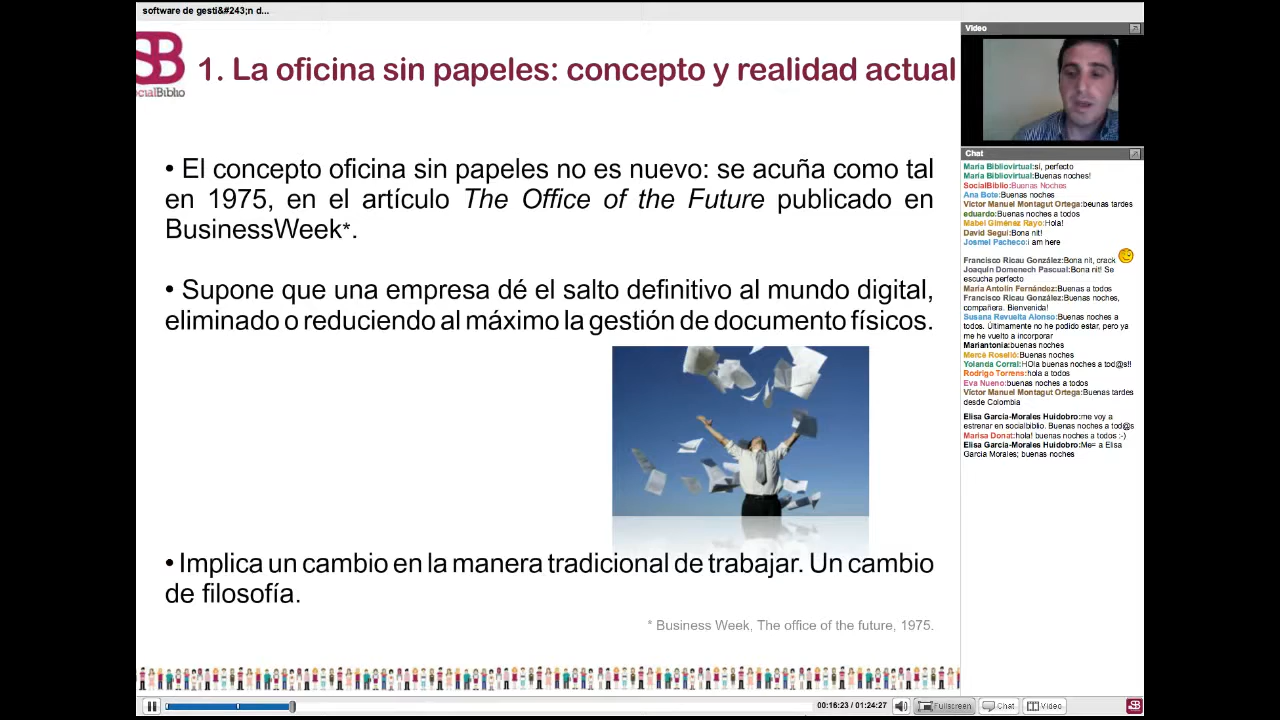 software de gesti&#243;n d...
SB
ocialBiblio
1. La oficina sin papeles: concepto y realidad actual
• El concepto oficina sin papeles no es nuevo: se acuña como tal
en 1975, en el artículo The Office of the Future publicado en
BusinessWeek*.
• Supone que una empresa dé el salto definitivo al mundo digital,
eliminado o reduciendo al máximo la gestión de documento físicos.
• Implica un cambio en la manera tradicional de trabajar. Un cambio
de filosofía.
* Business Week, The office of the future, 1975.
Video
Chat
María Bibliovirtual:si, perfecto
María Bibliovirtual:Buenas noches!
SocialBiblio:Buenas Noches
Ana Bote:Buenas noches
Víctor Manuel Montagut Ortega:beunas tardes
eduardo:Buenas noches a todos
Mabel Giménez Rayo:Hola!
David Seguí:Bona nit!
Josmel Pacheco:i am here
Francisco Ricau González:Bona nit, crack
Joaquín Domenech Pascual:Bona nit! Se
escucha perfecto
María Antolín Fernández:Buenas a todos
Francisco Ricau González:Buenas noches,
compañera. Bienvenida!
Susana Revuelta Alonso:Buenas noches a
todos. Últimamente no he podido estar, pero ya
me he vuelto a incorporar
Mariantonia:buenas noches
Mercè Roselló:Buenas noches
Yolanda Corral:HOla buenas noches a tod@s!!
Rodrigo Torrens:hola a todos
Eva Nueno:buenas noches a todos
Víctor Manuel Montagut Ortega:Buenas tardes
desde Colombia
Elisa García-Morales Huidobro:me voy a
estrenar en socialbiblio. Buenas noches a tod@s
Marisa Donat:hola! buenas noches a todos :-)
Elisa García-Morales Huidobro:Me= a Elisa
García Morales; buenas noches
00:16:23 / 01:24:27
Fullscreen
Chat
Video
SB